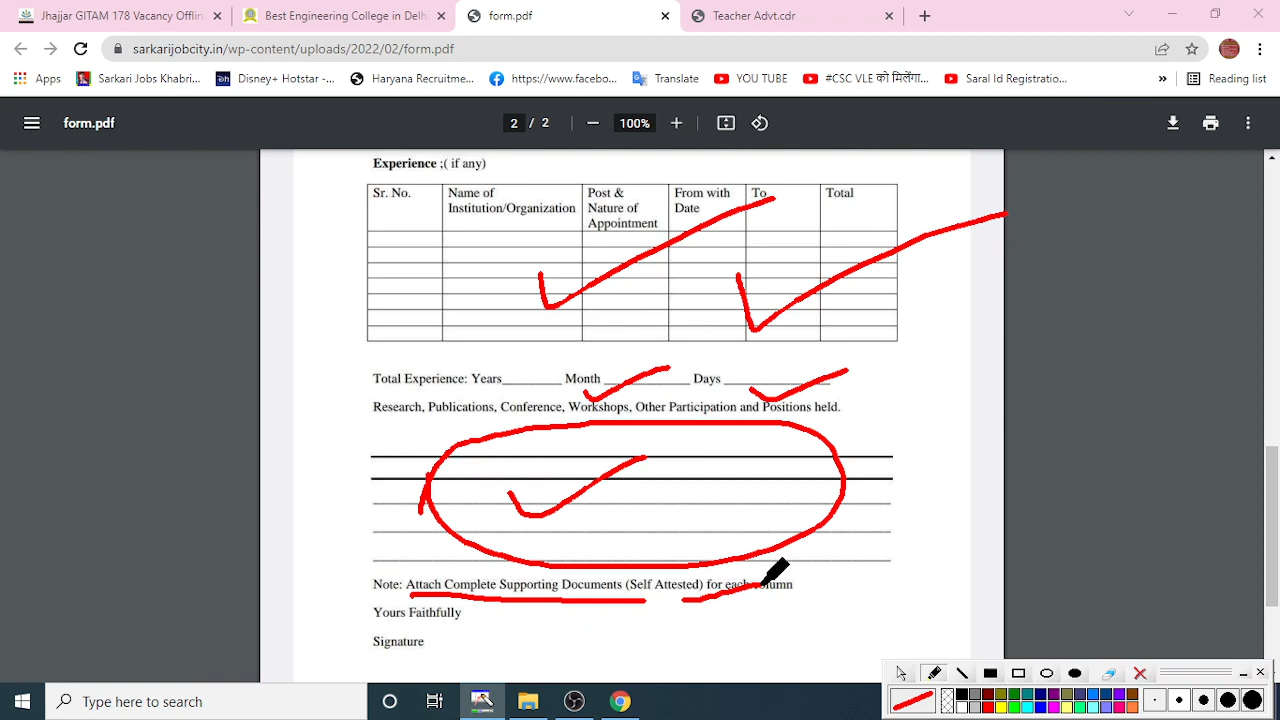 Jhajjar GITAM 178 Vacancy Offlin
Best Engineering College in Delh
form.pdf
Teacher Advt.cdr
sarkarijobcity.in/wp-content/uploads/2022/02/form.pdf
Apps
Sarkari Jobs Khabri...
Disney+ Hotstar -...
Haryana Recruitme...
https://www.facebo...
Translate
YOU TUBE
#CSC VLE को मिलेंगा...
Saral Id Registratio...
»
Reading list
form.pdf
2 / 2
100%
Experience ;( if any)
Sr. No.
Name of
Institution/Organization
Post &
Nature of
Appointment
From with
Date
To
Total
Total Experience: Years__________ Month _______________ Days __________________
Research, Publications, Conference, Workshops, Other Participation and Positions held.
Note: Attach Complete Supporting Documents (Self Attested) for each column
Yours Faithfully
Signature
Type here to search